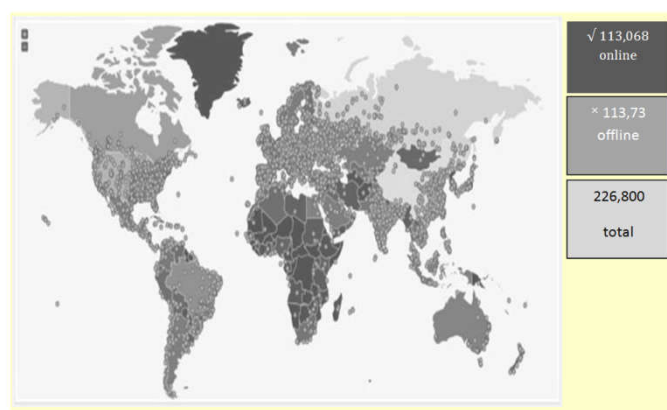 √ 113,068
online
× 113,73
offline
226,800
total